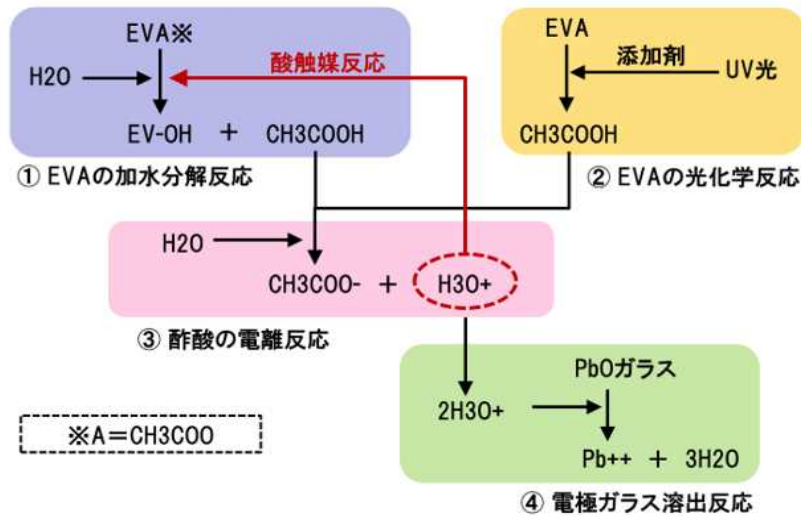 EVA※
H2O
酸触媒反応
EV-OH + CH3COOH
① EVAの加水分解反応
EVA
添加剤
UV光
CH3COOH
② EVAの光化学反応
H2O
CH3COO- + H3O+
③ 酢酸の電離反応
PbOガラス
2H3O+
Pb++ + 3H2O
④ 電極ガラス溶出反応
※A=CH3COO